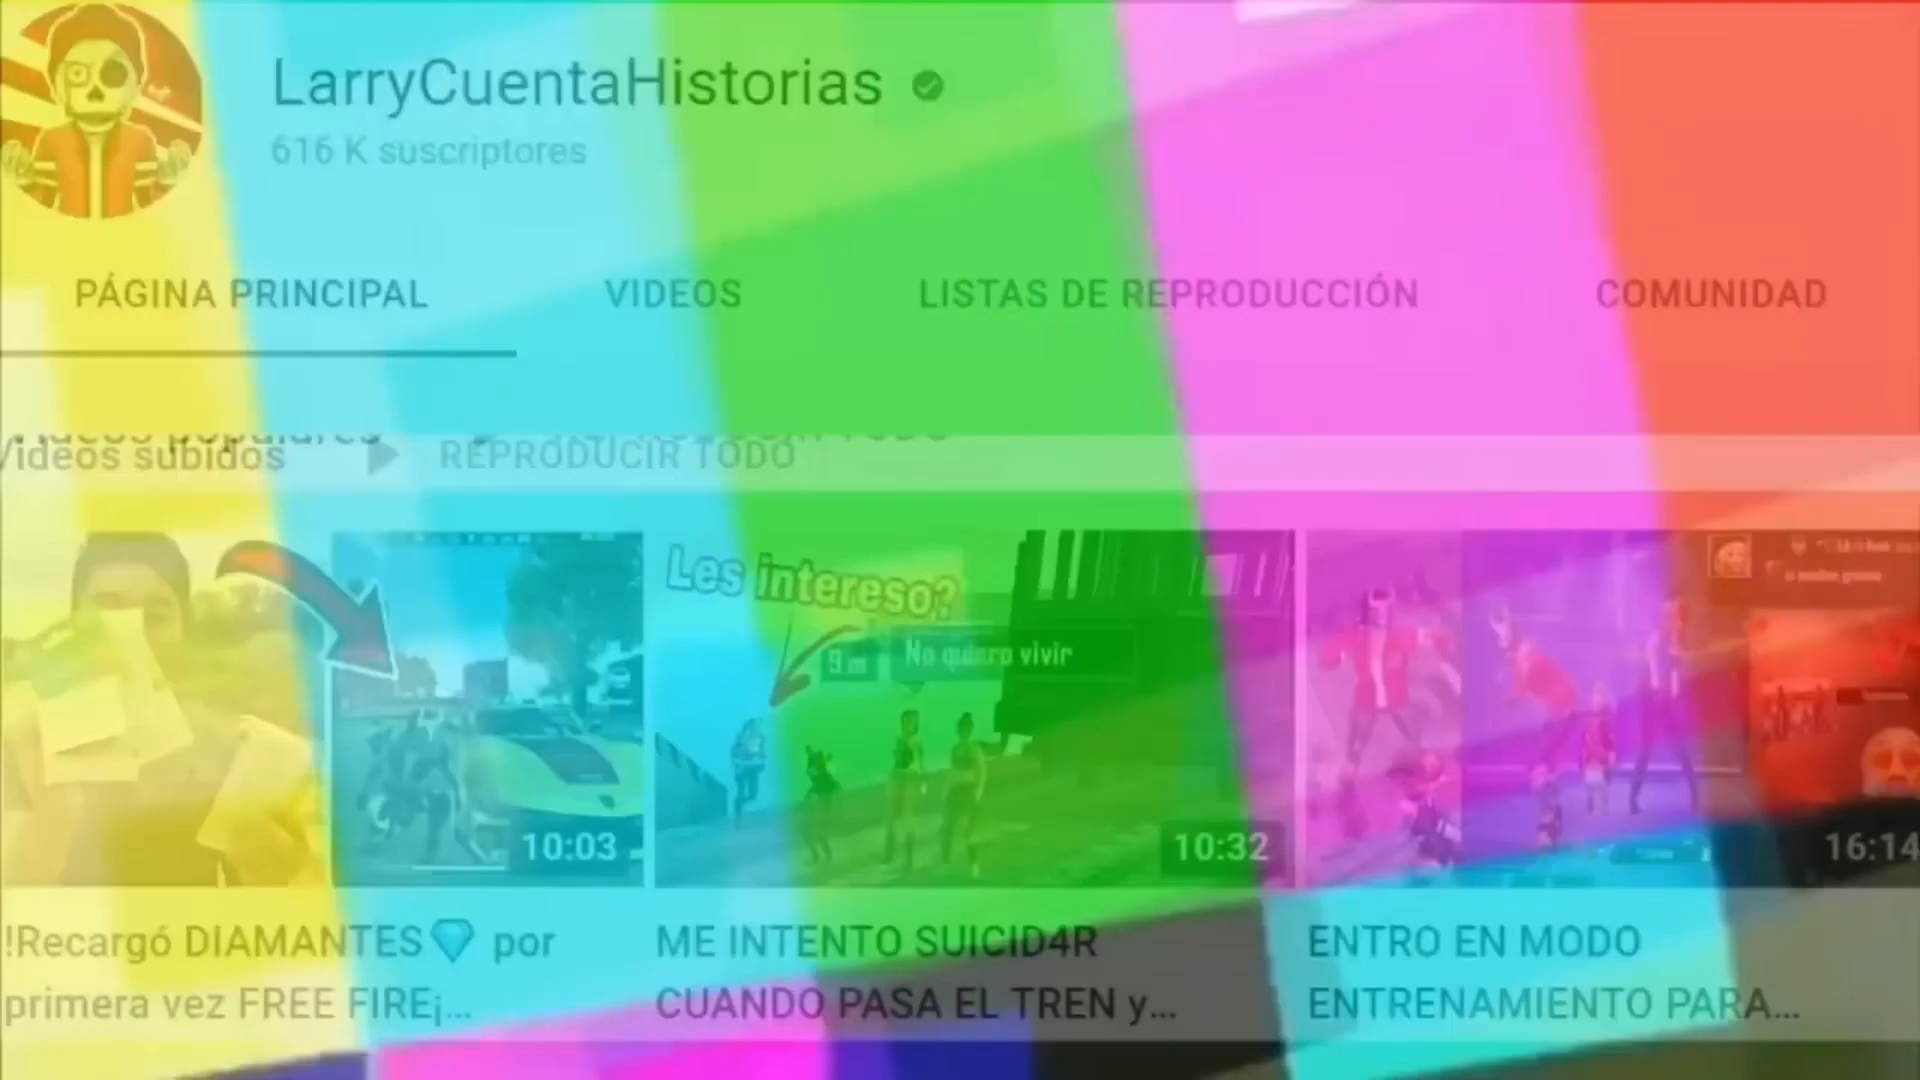 LarryCuentaHistorias
616 K suscriptores
PÁGINA PRINCIPAL
VIDEOS
LISTAS DE REPRODUCCIÓN
COMUNIDAD
Videos subidos
REPRODUCIR TODO
Les intereso?
9 m
No quiero vivir
10:03
10:32
16:14
!Recargó DIAMANTES por
primera vez FREE FIRE¡...
ME INTENTO SUICID4R
CUANDO PASA EL TREN y...
ENTRO EN MODO
ENTRENAMIENTO PARA...